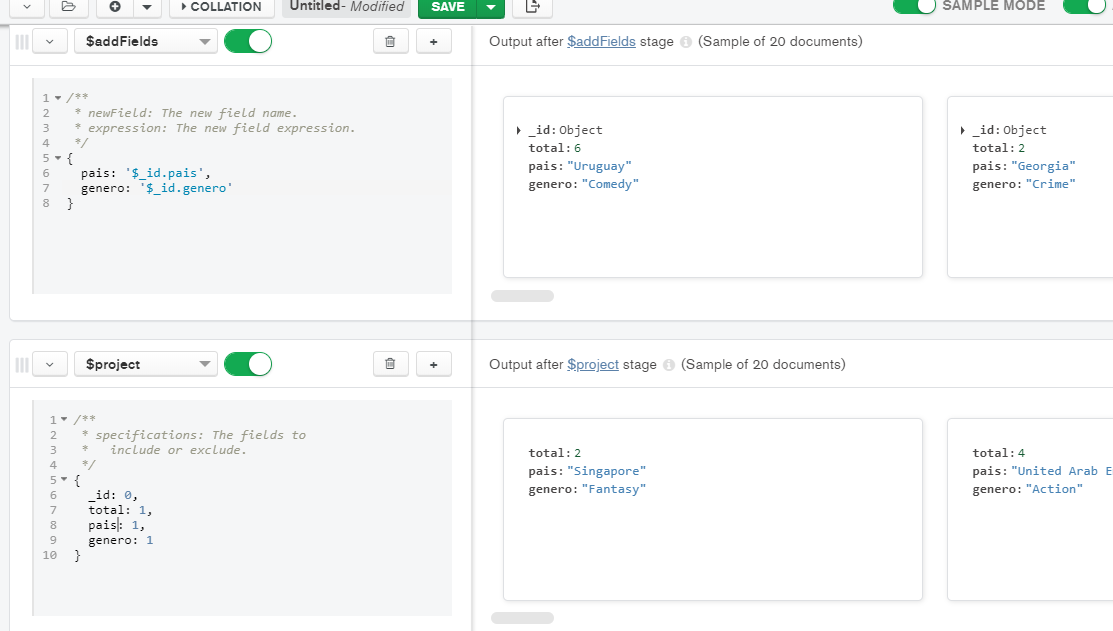 COLLATION
Untitled- Modified
SAVE
SAMPLE MODE
$addFields
Output after $addFields stage (Sample of 20 documents)
1 /**
2 * newField: The new field name.
3 * expression: The new field expression.
4 */
5 {
6 pais: '$_id.pais',
7 genero: '$_id.genero'
8 }
_id: Object
total: 6
pais: "Uruguay"
genero: "Comedy"
_id: Object
total: 2
pais: "Georgia"
genero: "Crime"
$project
Output after $project stage (Sample of 20 documents)
1 /**
2 * specifications: The fields to
3 * include or exclude.
4 */
5 {
6 _id: 0,
7 total: 1,
8 pais: 1,
9 genero: 1
10 }
total: 2
pais: "Singapore"
genero: "Fantasy"
total: 4
pais: "United Arab
genero: "Action"